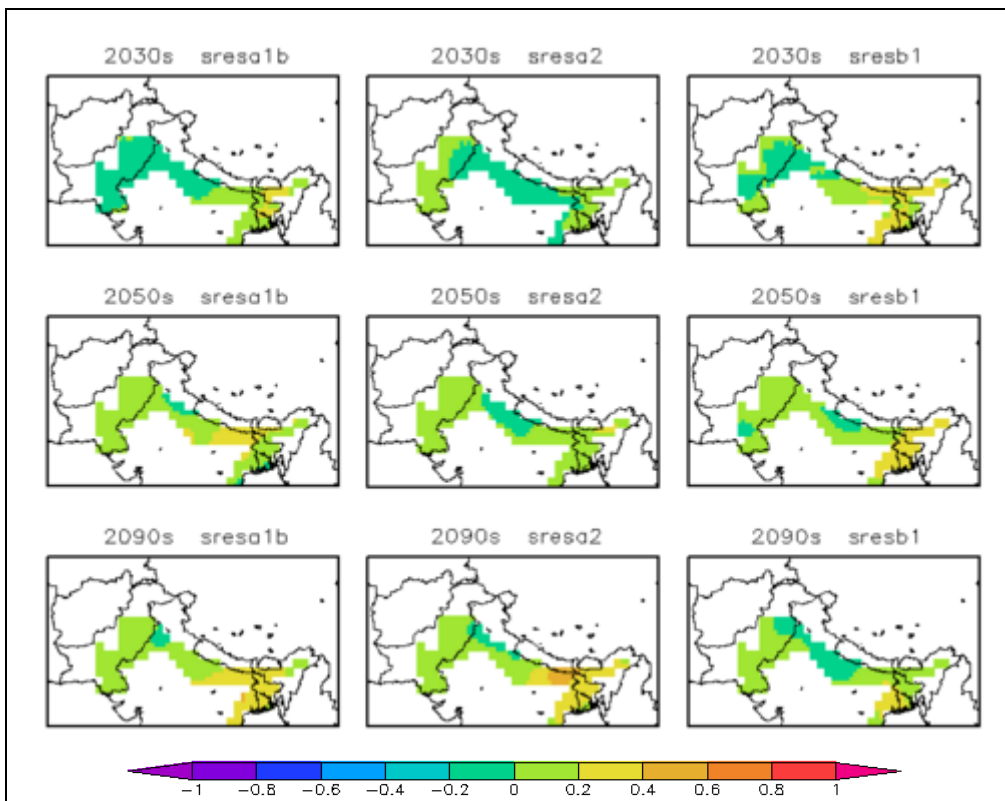 2030s sresa1b
2030s sresa2
2030s sresb1
2050s sresa1b
2050s sresa2
2050s sresb1
2090s sresa1b
2090s sresa2
2090s sresb1
−1 −0.8 −0.6 −0.4 −0.2 0 0.2 0.4 0.6 0.8 1